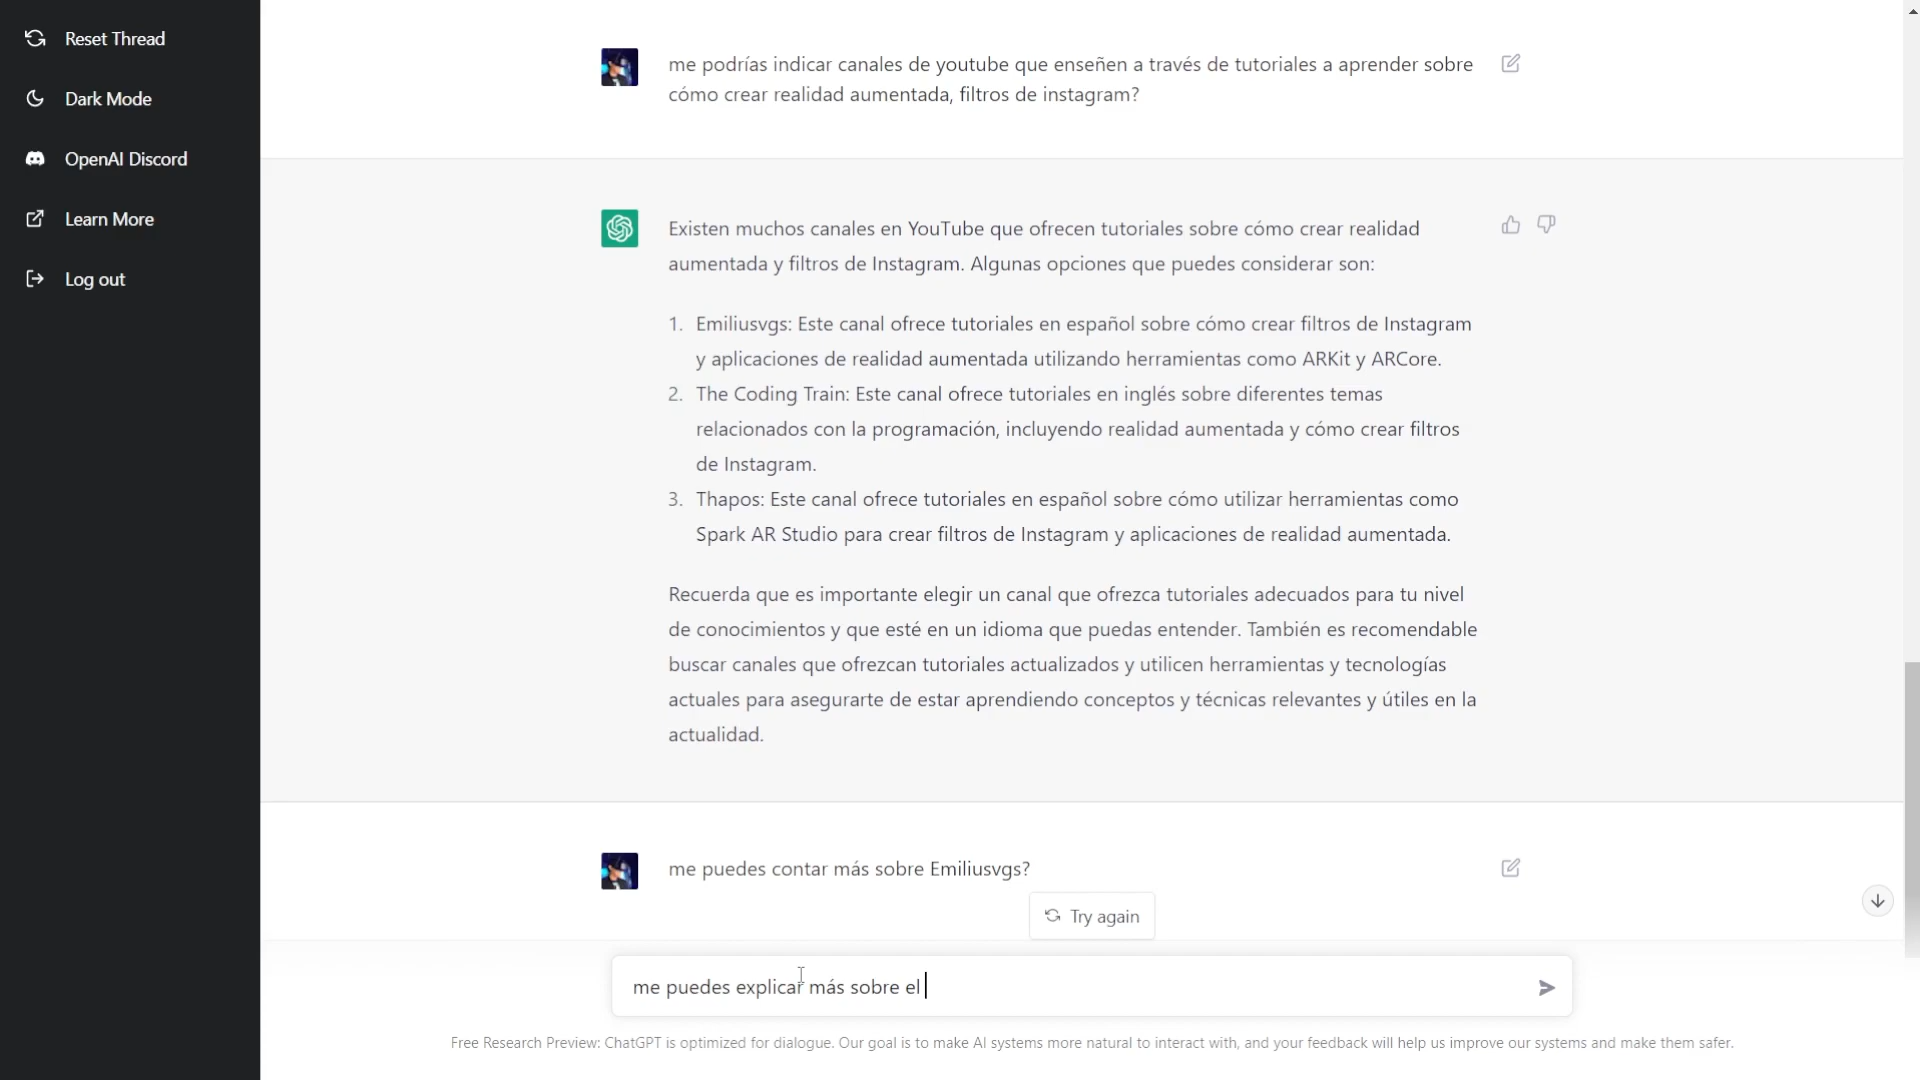 Reset Thread
Dark Mode
OpenAI Discord
Learn More
Log out
me podrías indicar canales de youtube que enseñen a través de tutoriales a aprender sobre
cómo crear realidad aumentada, filtros de instagram?
Existen muchos canales en YouTube que ofrecen tutoriales sobre cómo crear realidad
aumentada y filtros de Instagram. Algunas opciones que puedes considerar son:
1. Emiliusvgs: Este canal ofrece tutoriales en español sobre cómo crear filtros de Instagram
y aplicaciones de realidad aumentada utilizando herramientas como ARKit y ARCore.
2. The Coding Train: Este canal ofrece tutoriales en inglés sobre diferentes temas
relacionados con la programación, incluyendo realidad aumentada y cómo crear filtros
de Instagram.
3. Thapos: Este canal ofrece tutoriales en español sobre cómo utilizar herramientas como
Spark AR Studio para crear filtros de Instagram y aplicaciones de realidad aumentada.
Recuerda que es importante elegir un canal que ofrezca tutoriales adecuados para tu nivel
de conocimientos y que esté en un idioma que puedas entender. También es recomendable
buscar canales que ofrezcan tutoriales actualizados y utilicen herramientas y tecnologías
actuales para asegurarte de estar aprendiendo conceptos y técnicas relevantes y útiles en la
actualidad.
me puedes contar más sobre Emiliusvgs?
Try again
me puedes explicar más sobre el
Free Research Preview: ChatGPT is optimized for dialogue. Our goal is to make AI systems more natural to interact with, and your feedback will help us improve our systems and make them safer.